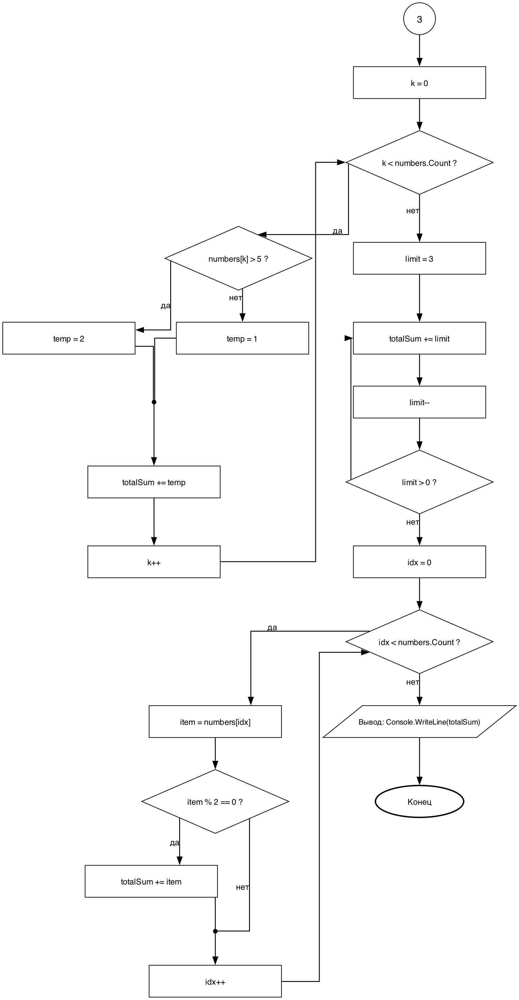 3
k = 0
k < numbers.Count ?
нет
да
numbers[k] > 5 ?
limit = 3
нет
да
temp = 2
temp = 1
totalSum += limit
limit--
totalSum += temp
limit > 0 ?
нет
k++
idx = 0
да
idx < numbers.Count ?
нет
item = numbers[idx]
Вывод: Console.WriteLine(totalSum)
item % 2 == 0 ?
Конец
да
totalSum += item
нет
idx++